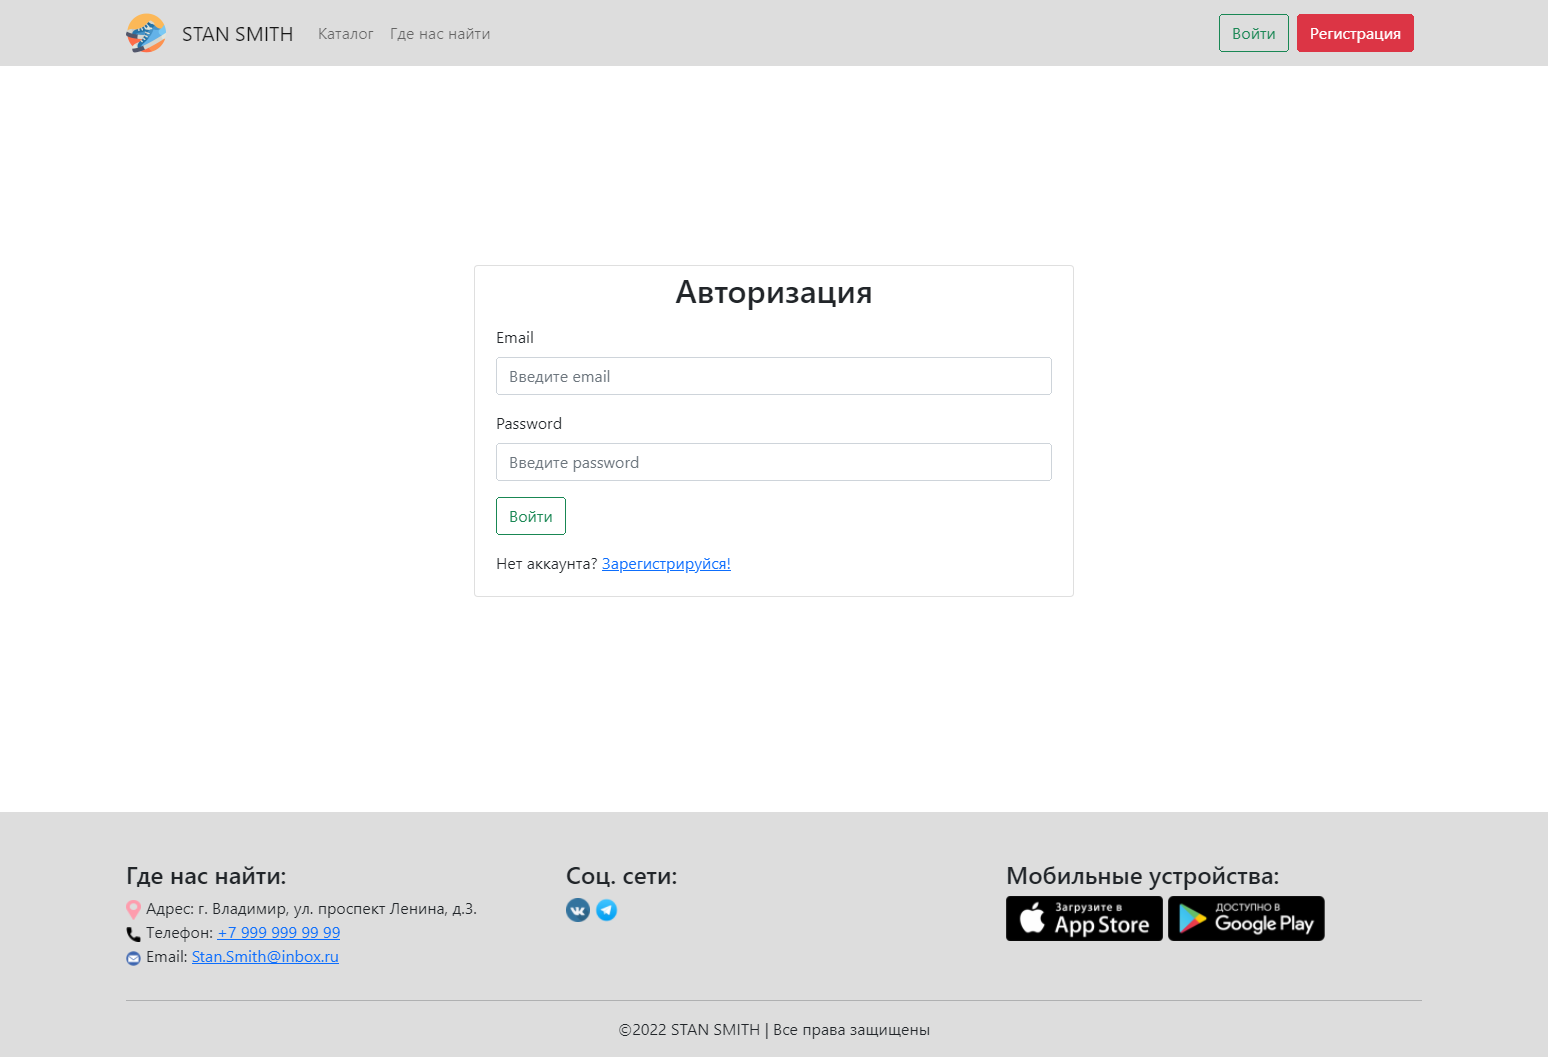 STAN SMITH Каталог Где нас найти Войти Регистрация
Авторизация
Email
Введите email
Password
Введите password
Войти
Нет аккаунта? Зарегистрируйся!
Где нас найти:
Адрес: г. Владимир, ул. проспект Ленина, д.3.
Телефон: +7 999 999 99 99
Email: Stan.Smith@inbox.ru
Соц. сети:
Мобильные устройства:
Загрузите в
App Store
ДОСТУПНО В
Google Play
©2022 STAN SMITH | Все права защищены